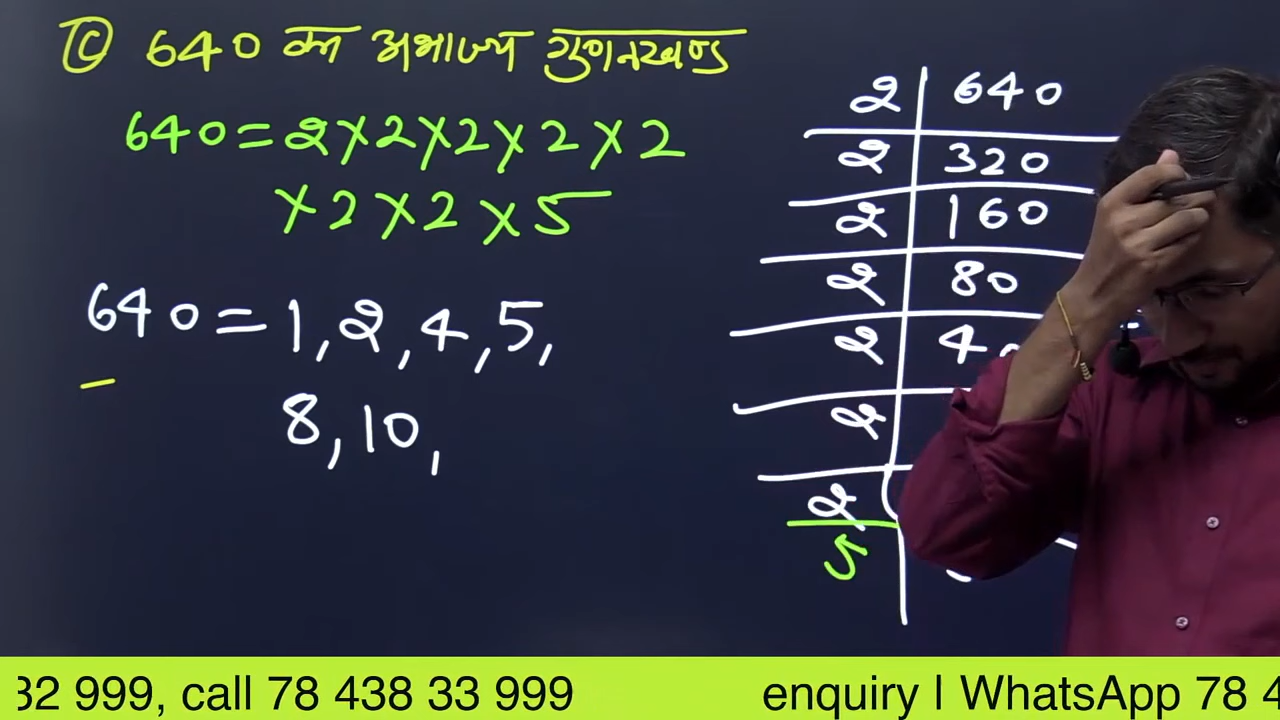 Ⓒ 640 का अभाज्य गुणनखण्ड
640 = 2 × 2 × 2 × 2 × 2
× 2 × 2 × 5
640 = 1, 2, 4, 5,
8, 10,
2 | 640
2 | 320
2 | 160
2 | 80
2 | 4
2
2
5
32 999, call 78 438 33 999 enquiry | WhatsApp 78 4